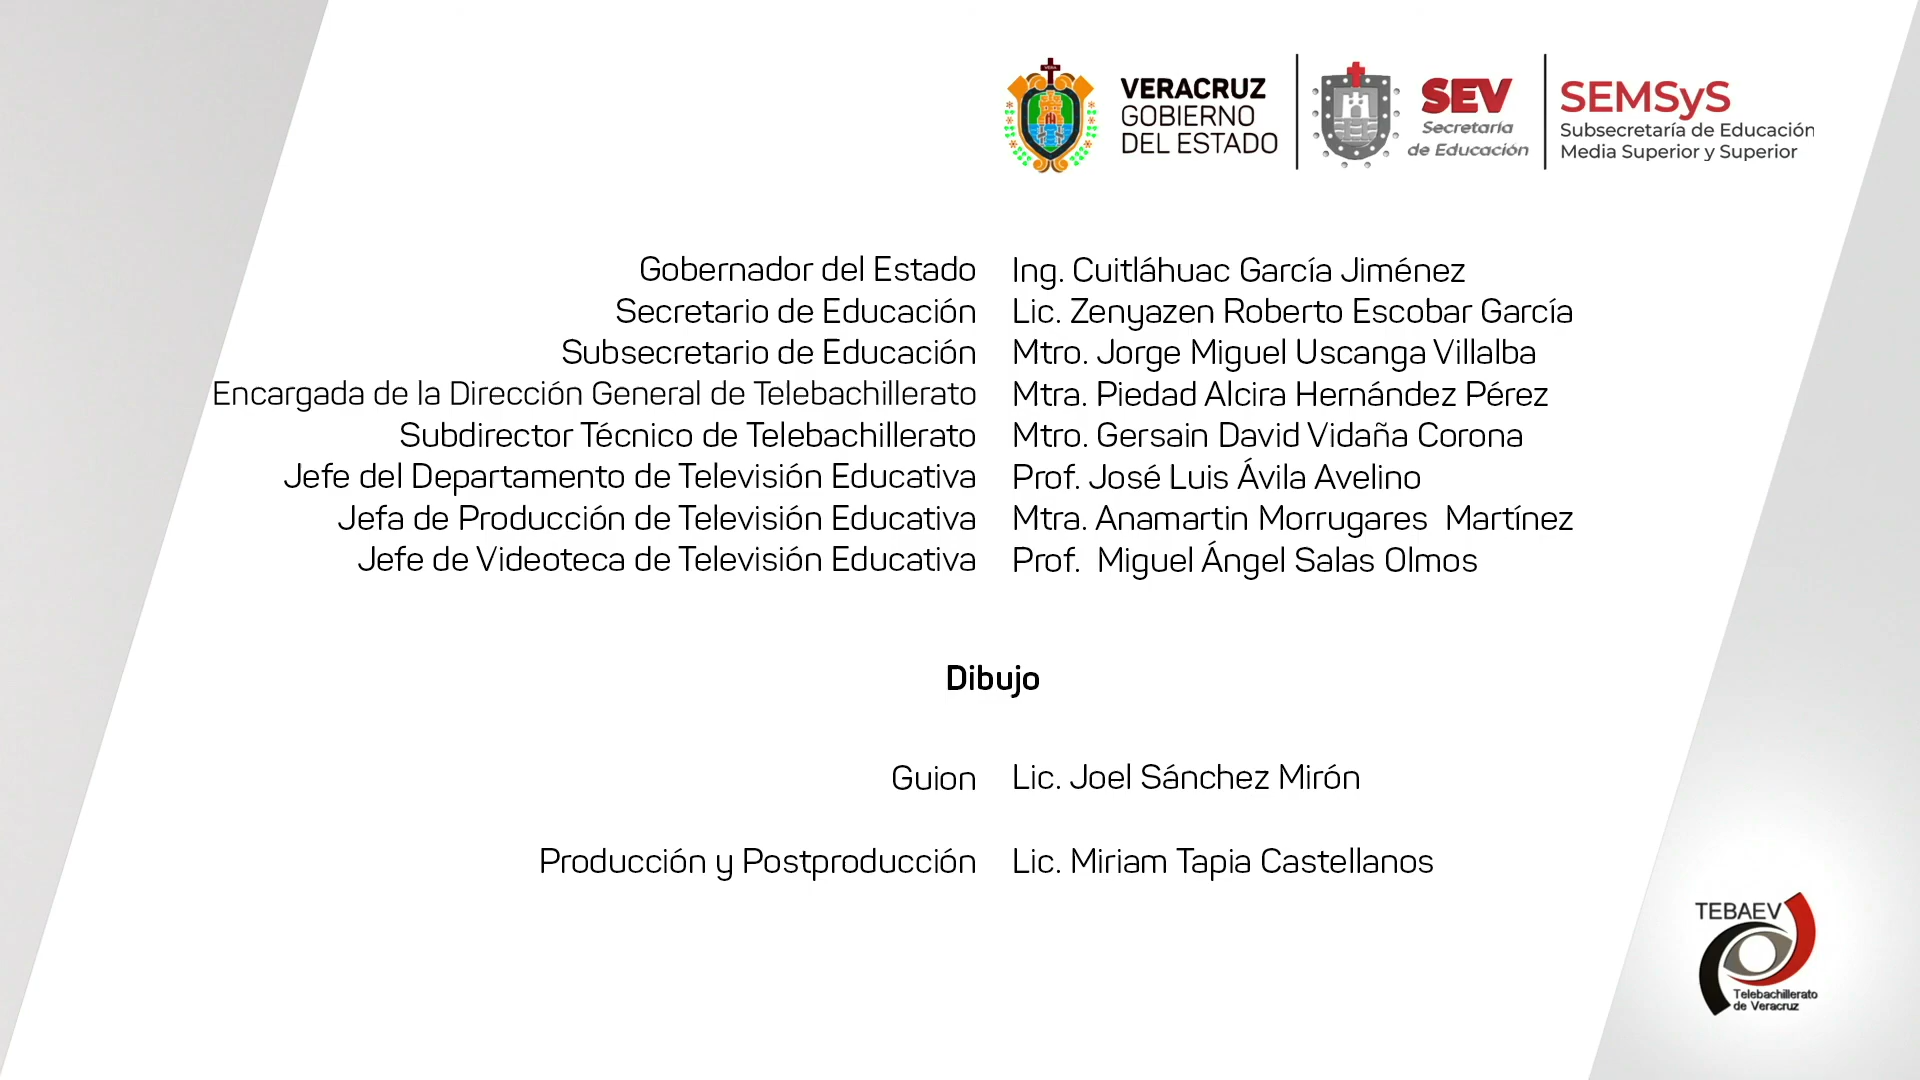 VERACRUZ
GOBIERNO
DEL ESTADO
SEV
Secretaría
de Educación
SEMSyS
Subsecretaría de Educación
Media Superior y Superior
Gobernador del Estado Ing. Cuitláhuac García Jiménez
Secretario de Educación Lic. Zenyazen Roberto Escobar García
Subsecretario de Educación Mtro. Jorge Miguel Uscanga Villalba
Encargada de la Dirección General de Telebachillerato Mtra. Piedad Alcira Hernández Pérez
Subdirector Técnico de Telebachillerato Mtro. Gersain David Vidaña Corona
Jefe del Departamento de Televisión Educativa Prof. José Luis Ávila Avelino
Jefa de Producción de Televisión Educativa Mtra. Anamartin Morrugares Martínez
Jefe de Videoteca de Televisión Educativa Prof. Miguel Ángel Salas Olmos
Dibujo
Guion Lic. Joel Sánchez Mirón
Producción y Postproducción Lic. Miriam Tapia Castellanos
TEBAEV
Telebachillerato
de Veracruz